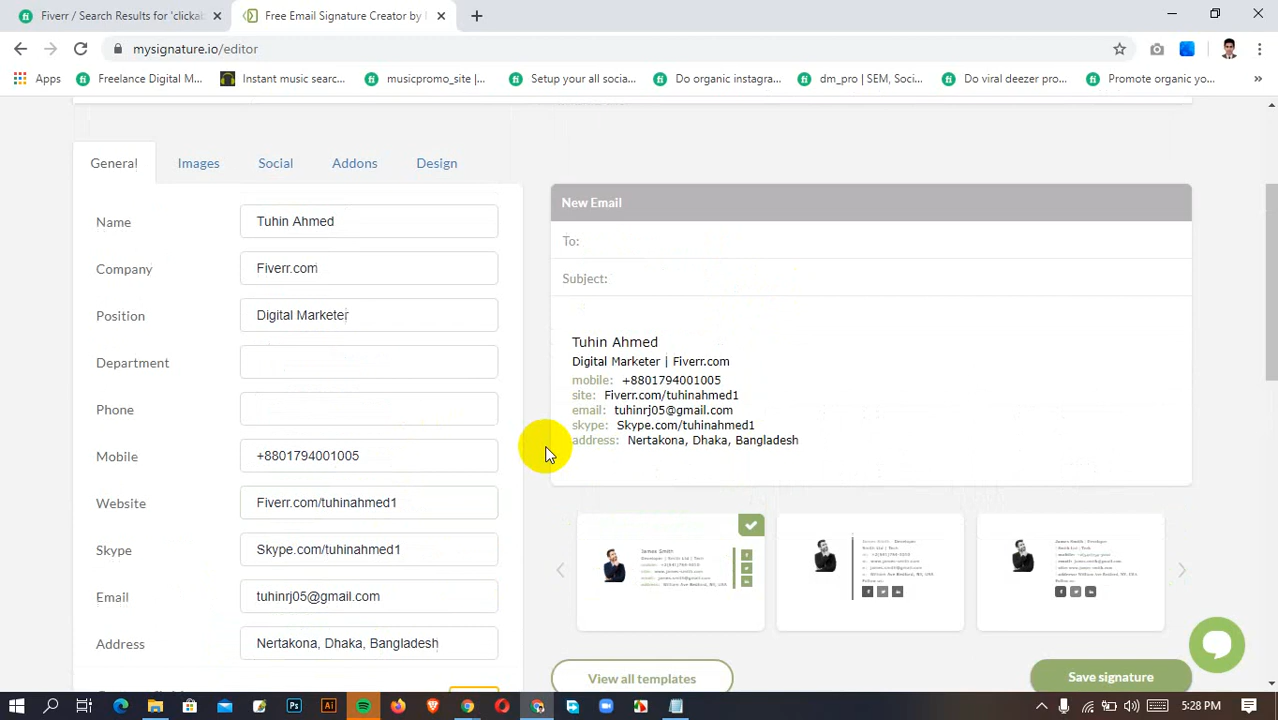 Fiverr / Search Results for 'clickab
Free Email Signature Creator by
mysignature.io/editor
Apps
Freelance Digital M...
Instant music searc...
musicpromo_site |...
Setup your all socia...
Do organic instagra...
dm_pro | SEM, Soci...
Do viral deezer pro...
Promote organic yo...
General
Images
Social
Addons
Design
Name
Tuhin Ahmed
Company
Fiverr.com
Position
Digital Marketer
Department
Phone
Mobile
+8801794001005
Website
Fiverr.com/tuhinahmed1
Skype
Skype.com/tuhinahmed1
Email
tuhinrj05@gmail.com
Address
Nertakona, Dhaka, Bangladesh
New Email
To:
Subject:
Tuhin Ahmed
Digital Marketer | Fiverr.com
mobile: +8801794001005
site: Fiverr.com/tuhinahmed1
email: tuhinrj05@gmail.com
skype: Skype.com/tuhinahmed1
address: Nertakona, Dhaka, Bangladesh
James Smith
View all templates
Save signature
5:28 PM